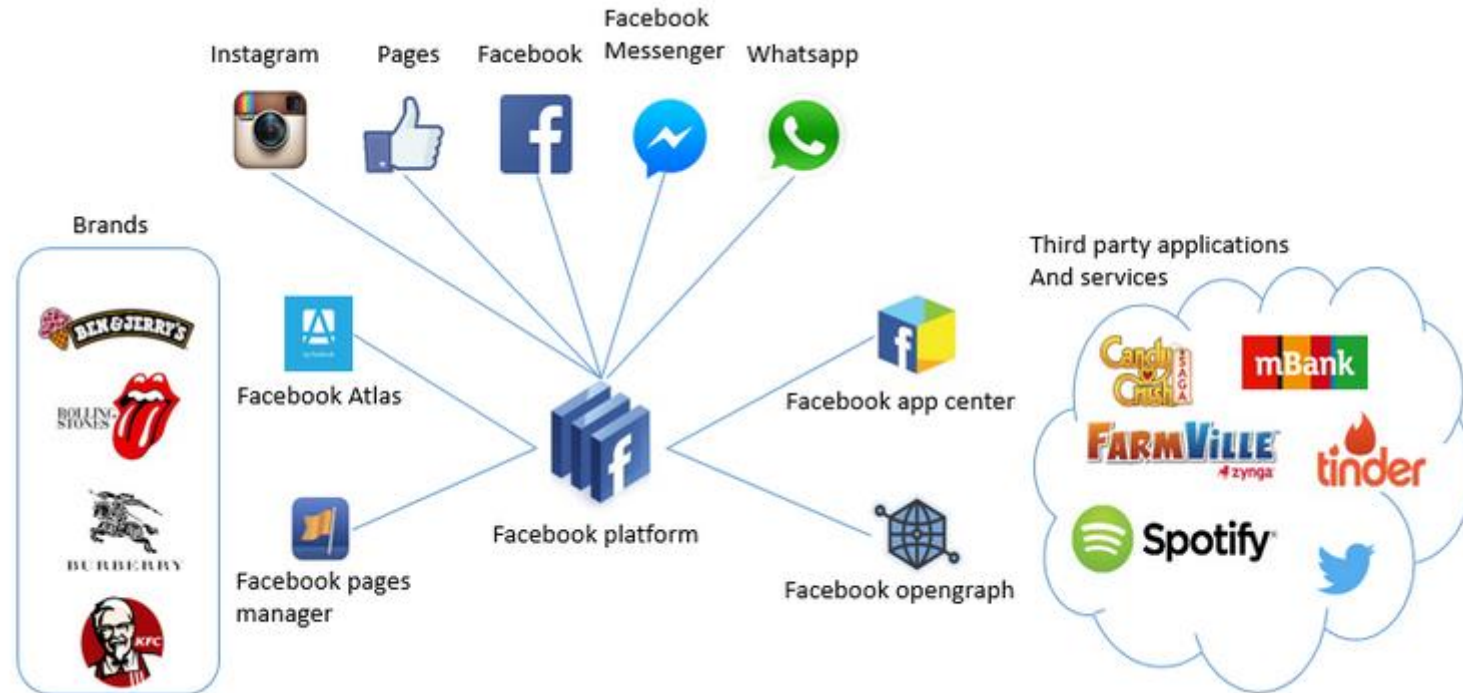 Facebook
Messenger
Instagram
Pages
Facebook
Whatsapp
Brands
BEN & JERRY'S
ROLLING
STONES
BURBERRY
KFC
Facebook Atlas
Facebook pages
manager
Facebook platform
Facebook app center
Facebook opengraph
Third party applications
And services
Candy
Crush
SAGA
mBank
FARMVILLE
zynga
tinder
Spotify